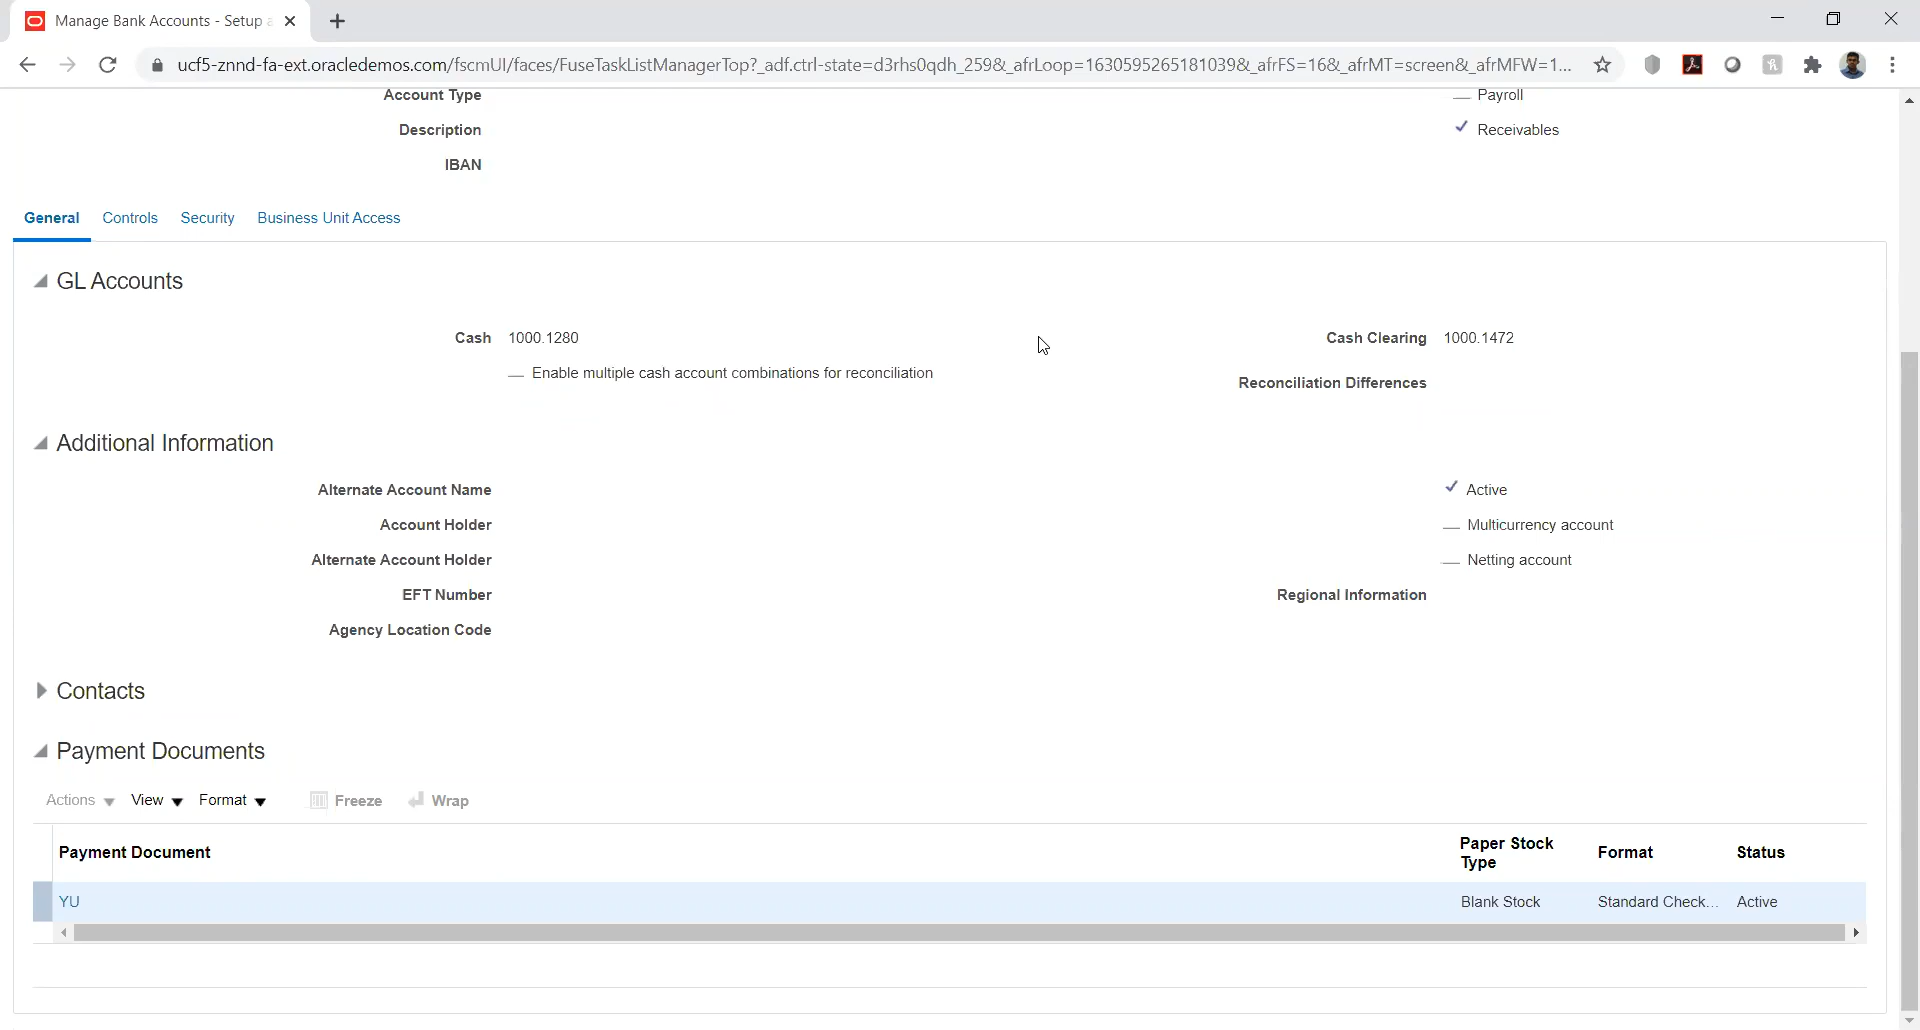 Manage Bank Accounts - Setup a
ucf5-znnd-fa-ext.oracledemos.com/fscmUI/faces/FuseTaskListManagerTop?_adf.ctrl-state=d3rhs0qdh_259&_afrLoop=1630595265181039&_afrFS=16&_afrMT=screen&_afrMFW=1...
Account Type
Payroll
Description
Receivables
IBAN
General Controls Security Business Unit Access
GL Accounts
Cash 1000.1280
Cash Clearing 1000.1472
Enable multiple cash account combinations for reconciliation
Reconciliation Differences
Additional Information
Alternate Account Name
Active
Account Holder
Multicurrency account
Alternate Account Holder
Netting account
EFT Number
Regional Information
Agency Location Code
Contacts
Payment Documents
Actions View Format Freeze Wrap
Payment Document
Paper Stock
Type
Format
Status
YU
Blank Stock
Standard Check...
Active